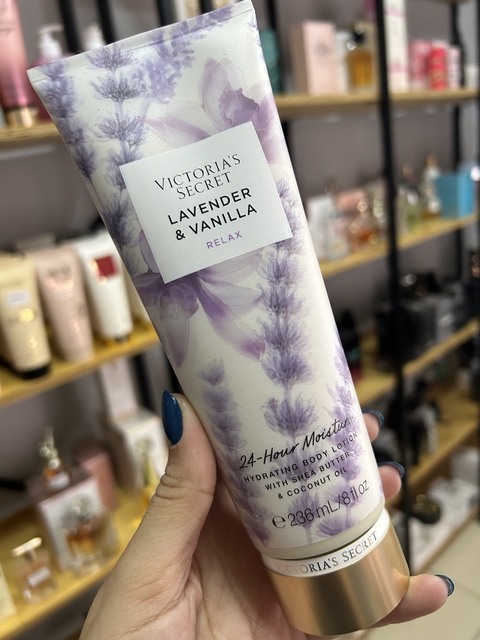 VICTORIA'S
SECRET
LAVENDER
& VANILLA
RELAX
24-Hour Moisture
HYDRATING BODY LOTION
WITH SHEA BUTTER
& COCONUT OIL
℮ 236 mL/8 fl oz
VICTORIA'S SECRET